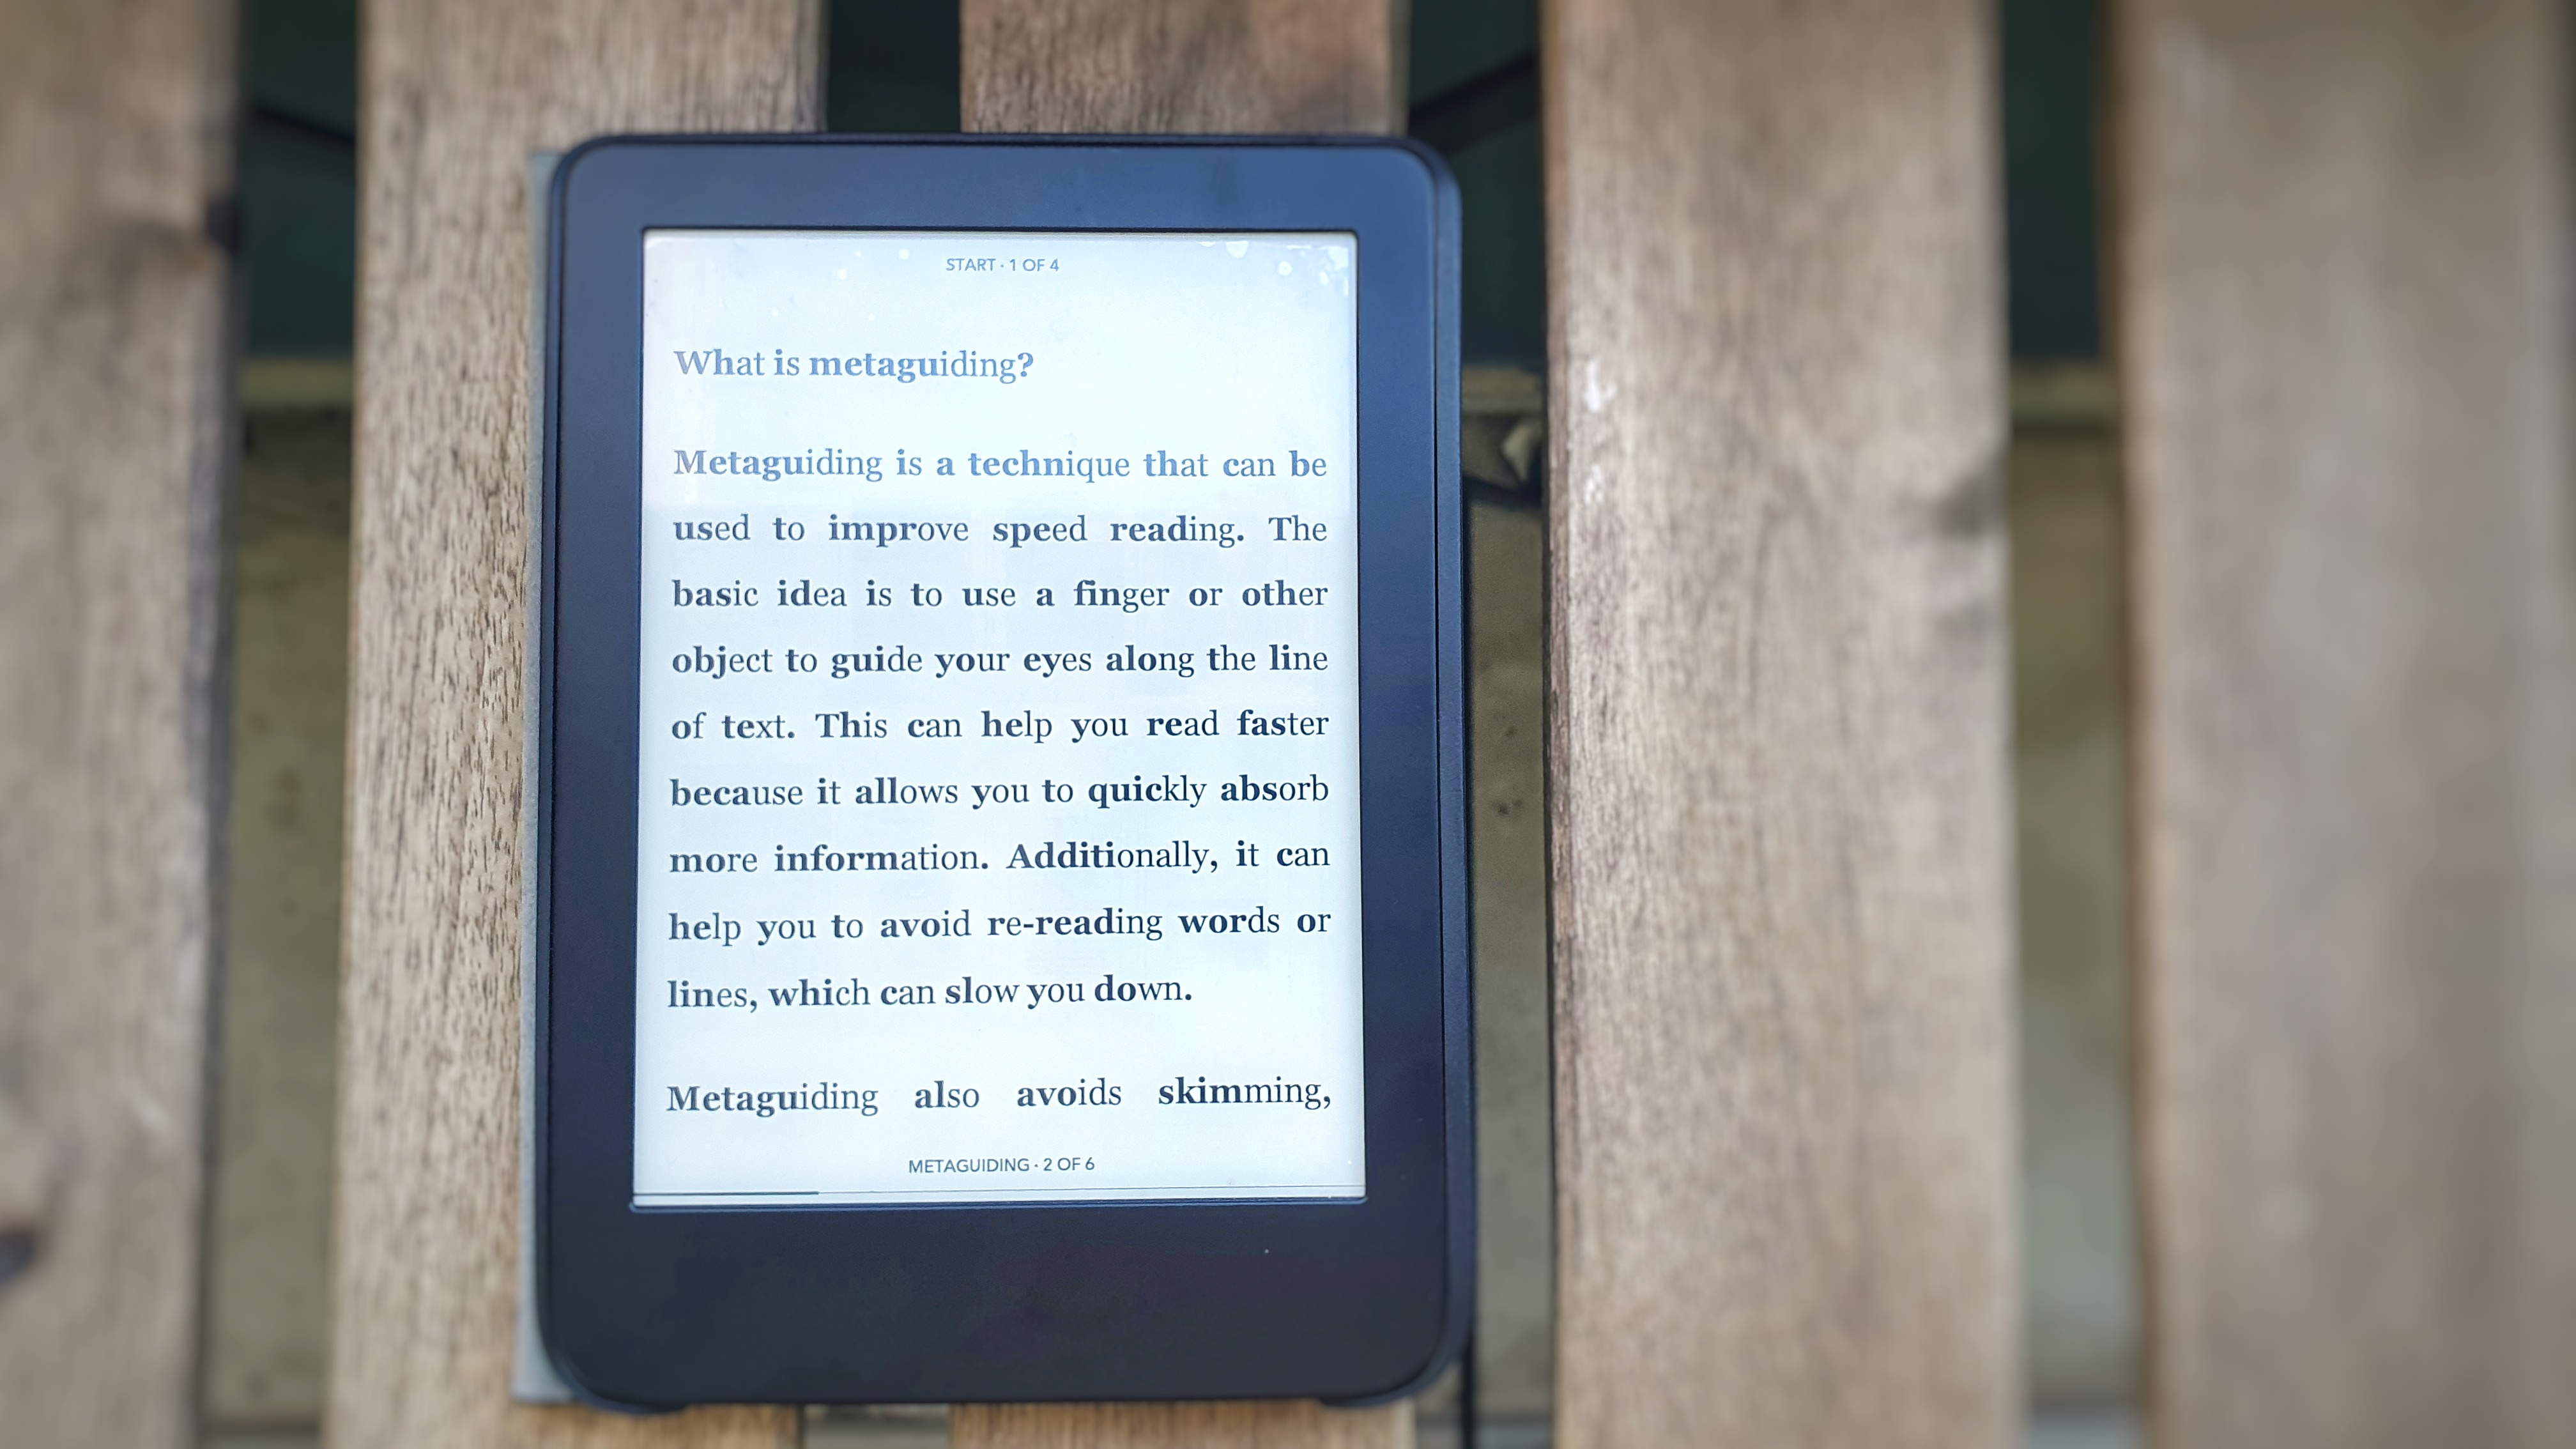 START · 1 OF 4
What is metaguiding?
Metaguiding is a technique that can be
used to improve speed reading. The
basic idea is to use a finger or other
object to guide your eyes along the line
of text. This can help you read faster
because it allows you to quickly absorb
more information. Additionally, it can
help you to avoid re-reading words or
lines, which can slow you down.
Metaguiding also avoids skimming,
METAGUIDING · 2 OF 6